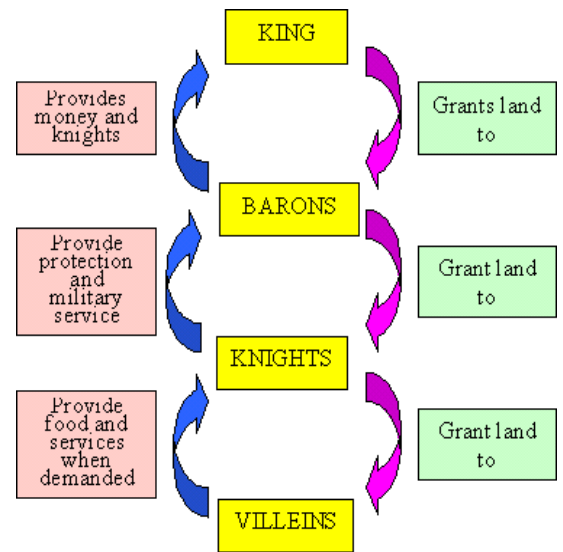 KING
Provides
money and
knights
Grants land
to
BARONS
Provide
protection
and
military
service
Grant land
to
KNIGHTS
Provide
food and
services
when
demanded
Grant land
to
VILLEINS